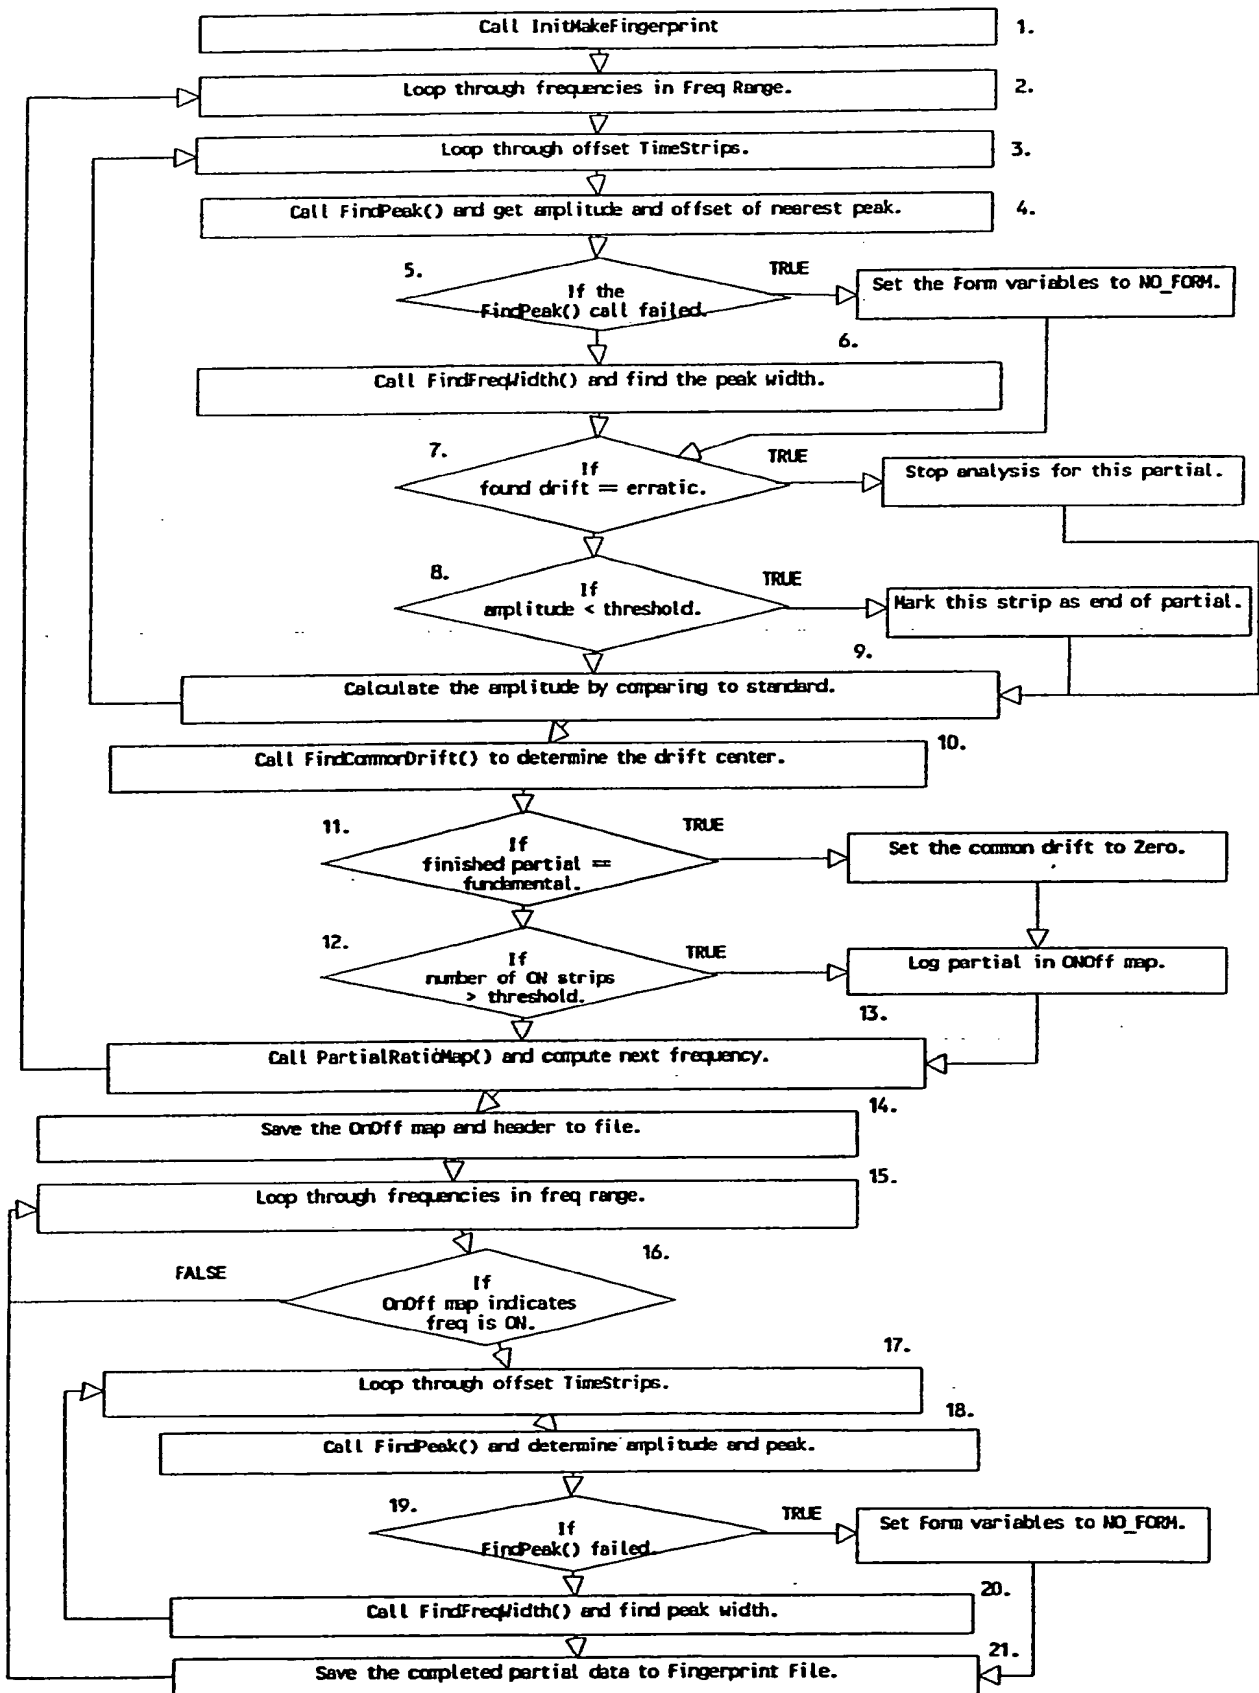 Call InitMakeFingerprint
1.
Loop through frequencies in Freq Range.
2.
Loop through offset TimeStrips.
3.
Call FindPeak() and get amplitude and offset of nearest peak.
4.
5.
TRUE
If the
FindPeak() call failed.
Set the Form variables to NO_FORM.
6.
Call FindFreqWidth() and find the peak width.
7.
TRUE
If
found drift == erratic.
Stop analysis for this partial.
8.
TRUE
If
amplitude < threshold.
Mark this strip as end of partial.
9.
Calculate the amplitude by comparing to standard.
10.
Call FindCommonDrift() to determine the drift center.
11.
TRUE
If
finished partial ==
fundamental.
Set the common drift to Zero.
12.
TRUE
If
number of ON strips
> threshold.
Log partial in ONOff map.
13.
Call PartialRatioMap() and compute next frequency.
14.
Save the OnOff map and header to file.
15.
Loop through frequencies in freq range.
16.
FALSE
If
OnOff map indicates
freq is ON.
17.
Loop through offset TimeStrips.
18.
Call FindPeak() and determine amplitude and peak.
19.
TRUE
If
FindPeak() failed.
Set Form variables to NO_FORM.
20.
Call FindFreqWidth() and find peak width.
21.
Save the completed partial data to Fingerprint File.